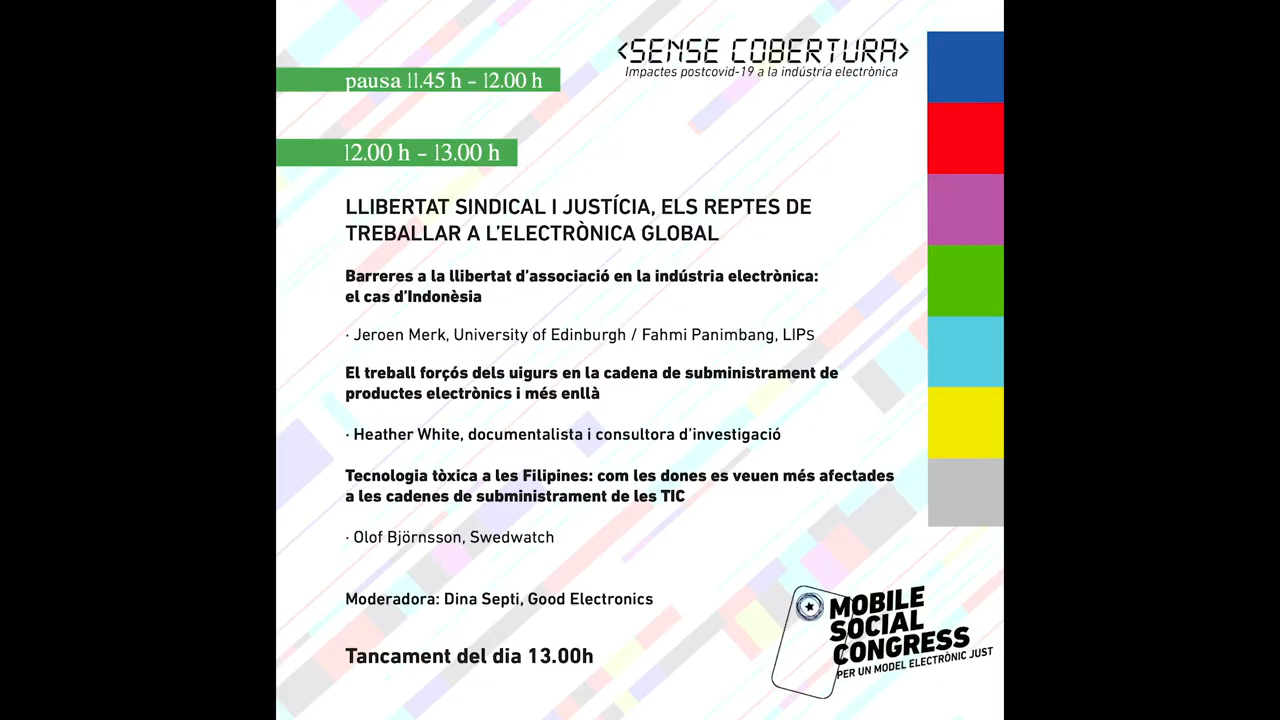 <SENSE COBERTURA>
Impactes postcovid-19 a la indústria electrònica
pausa 11.45 h – 12.00 h
12.00 h – 13.00 h
LLIBERTAT SINDICAL I JUSTÍCIA, ELS REPTES DE
TREBALLAR A L’ELECTRÒNICA GLOBAL
Barreres a la llibertat d’associació en la indústria electrònica:
el cas d’Indonèsia
· Jeroen Merk, University of Edinburgh / Fahmi Panimbang, LIPs
El treball forçós dels uigurs en la cadena de subministrament de
productes electrònics i més enllà
· Heather White, documentalista i consultora d’investigació
Tecnologia tòxica a les Filipines: com les dones es veuen més afectades
a les cadenes de subministrament de les TIC
· Olof Björnsson, Swedwatch
Moderadora: Dina Septi, Good Electronics
Tancament del dia 13.00h
MOBILE
SOCIAL
CONGRESS
PER UN MODEL ELECTRÒNIC JUST